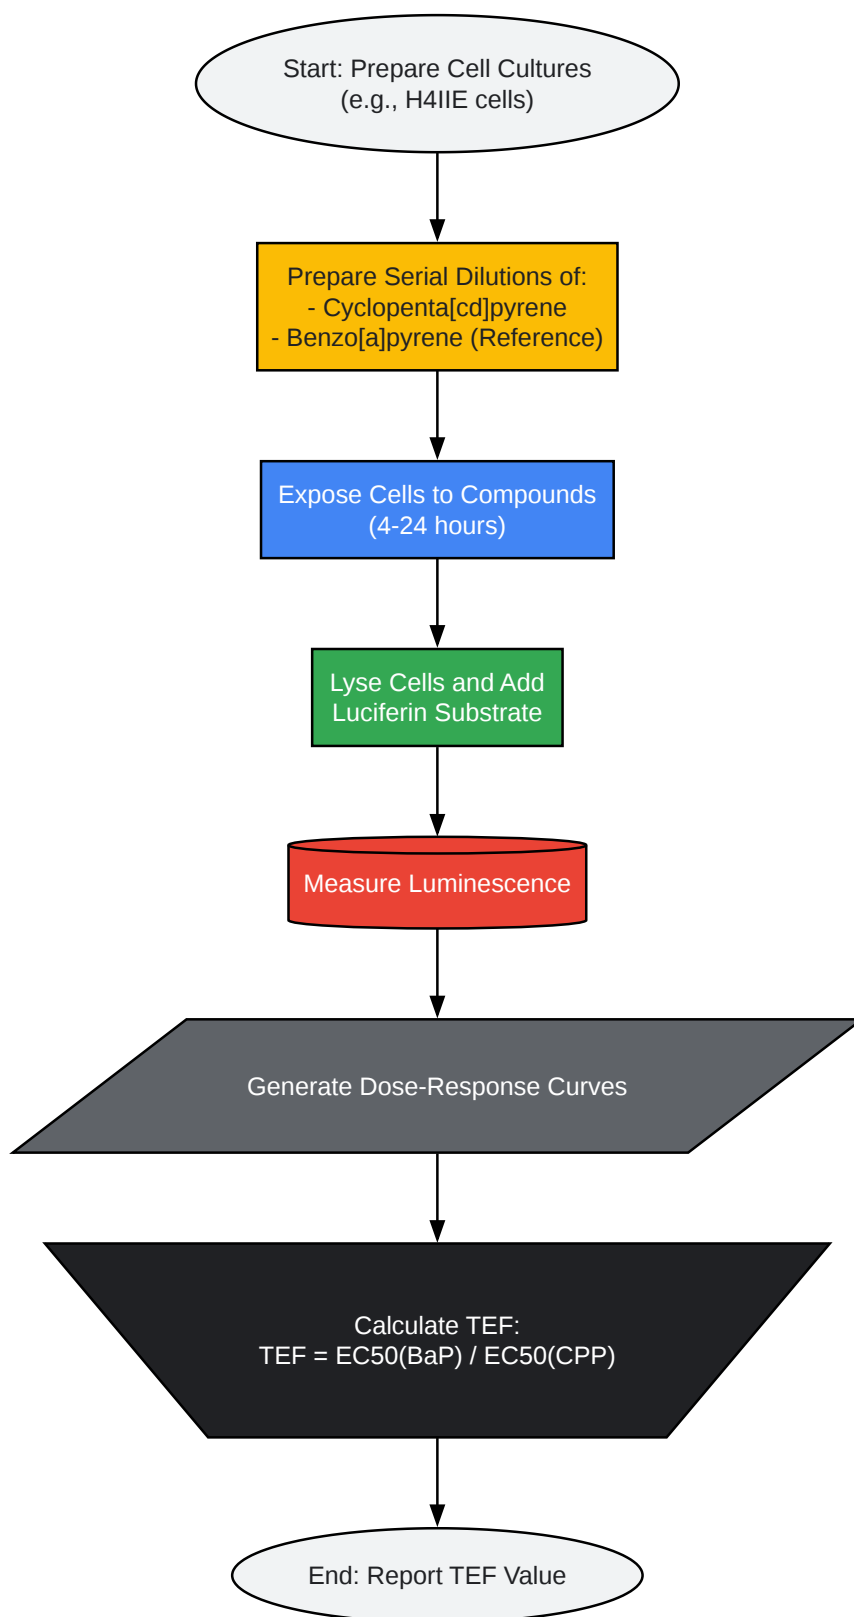 Start: Prepare Cell Cultures
(e.g., H4IIE cells)
Prepare Serial Dilutions of:
- Cyclopenta[cd]pyrene
- Benzo[a]pyrene (Reference)
Expose Cells to Compounds
(4-24 hours)
Lyse Cells and Add
Luciferin Substrate
Measure Luminescence
Generate Dose-Response Curves
Calculate TEF:
TEF = EC50(BaP) / EC50(CPP)
End: Report TEF Value